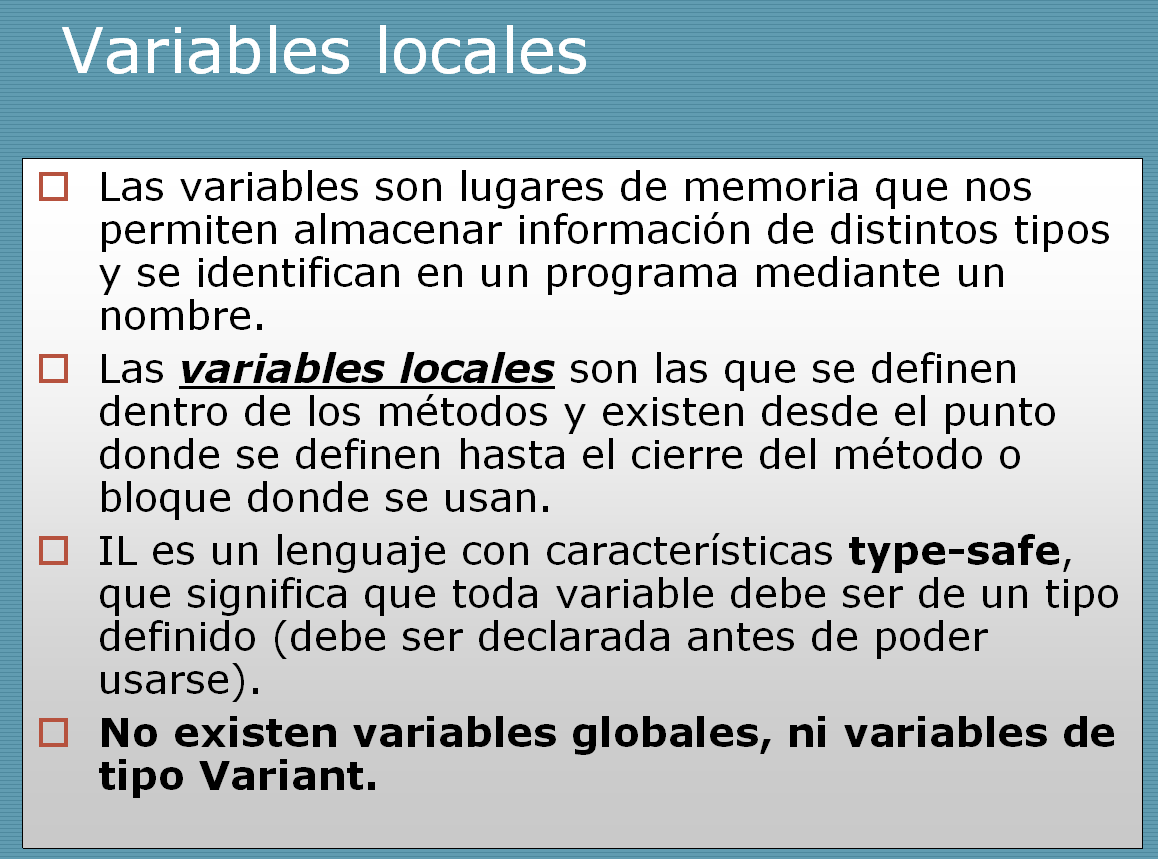 Variables locales
Las variables son lugares de memoria que nos
permiten almacenar información de distintos tipos
y se identifican en un programa mediante un
nombre.
Las variables locales son las que se definen
dentro de los métodos y existen desde el punto
donde se definen hasta el cierre del método o
bloque donde se usan.
IL es un lenguaje con características type-safe,
que significa que toda variable debe ser de un tipo
definido (debe ser declarada antes de poder
usarse).
No existen variables globales, ni variables de
tipo Variant.